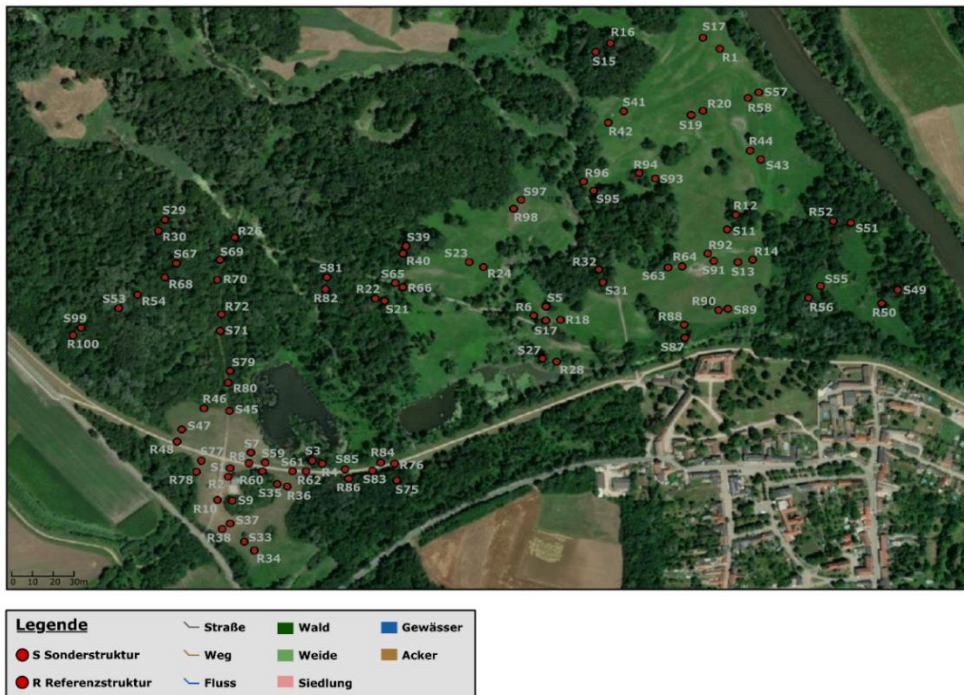 S17
R16
R1
S15
S57
R58
S41
R20
R42
S19
R44
S43
R94
R96
S93
S97
S95
R98
R12
S29
R52
S11
S51
R30
R26
S39
R92
S69
R40
S23
R64
R14
S67
R24
R32
S63
S91
S13
R68
S81
S65
R70
R66
S31
S55
S49
R54
R82
R22
R56
S53
S21
S5
R90
S89
R50
R6
R72
S17
R18
R88
S99
S71
R100
S87
S27
R28
S79
R80
R46
S45
S47
R48
S7
S77
R8
S59
S3
R84
S1
S61
R4
S85
R76
R78
R2
R60
R62
S83
R86
S75
S35
R36
R10
S9
S37
R38
S33
R34
0 10 20 30m
Legende
Straße
Wald
Gewässer
S Sonderstruktur
Weg
Weide
Acker
R Referenzstruktur
Fluss
Siedlung